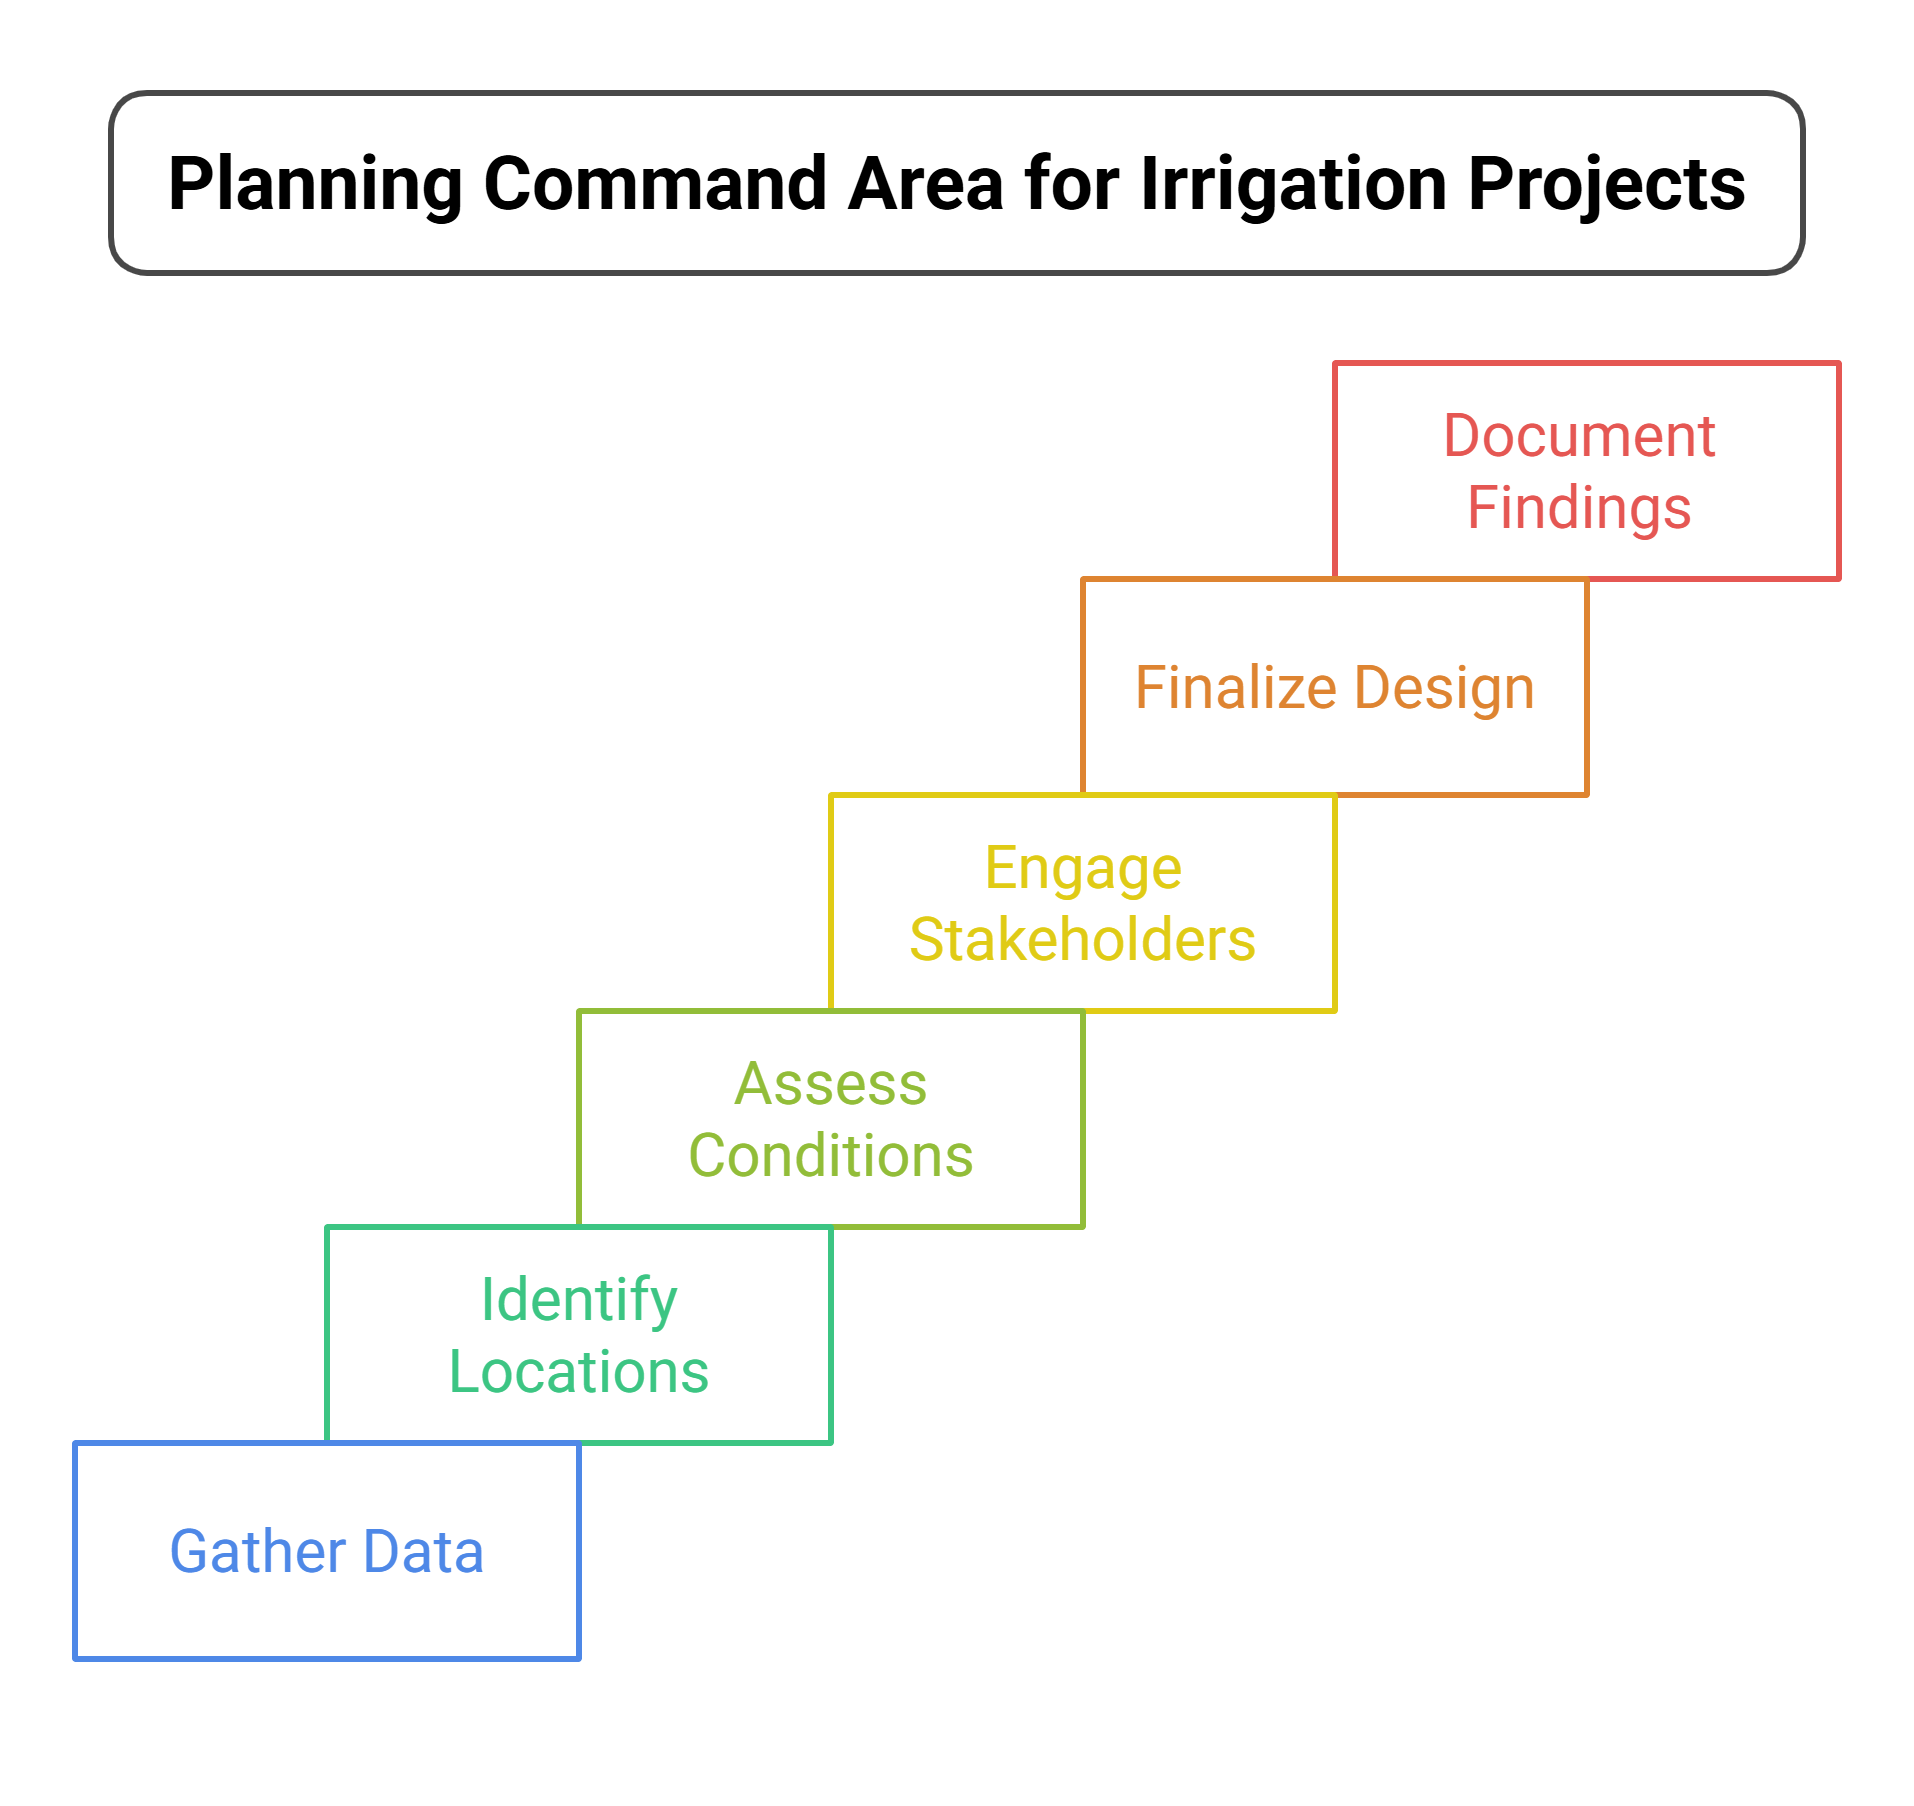 Planning Command Area for Irrigation Projects
Document
Findings
Finalize Design
Engage
Stakeholders
Assess
Conditions
Identify
Locations
Gather Data